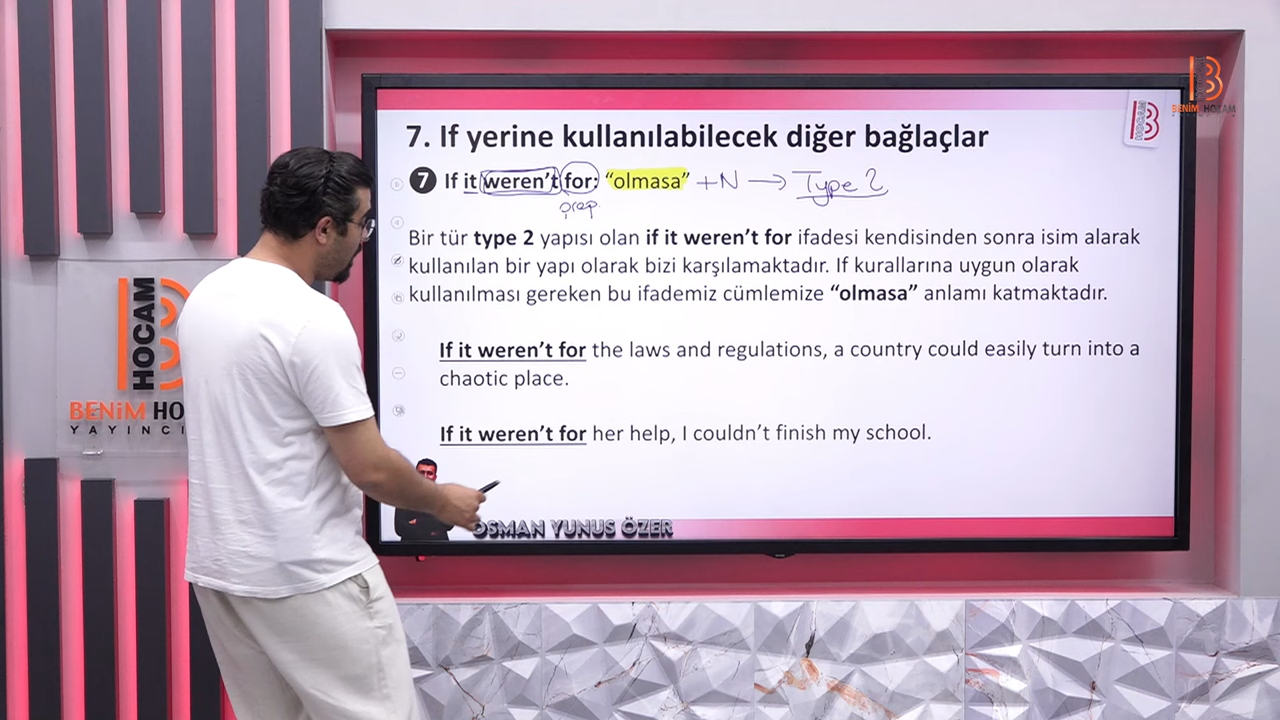 BENİM HOCAM
HOCAM
7. If yerine kullanılabilecek diğer bağlaçlar
7 If it weren't for: “olmasa” +N → Type 2
prep.
Bir tür type 2 yapısı olan if it weren't for ifadesi kendisinden sonra isim alarak
kullanılan bir yapı olarak bizi karşılamaktadır. If kurallarına uygun olarak
kullanılması gereken bu ifademiz cümlemize “olmasa” anlamı katmaktadır.
If it weren't for the laws and regulations, a country could easily turn into a
chaotic place.
If it weren't for her help, I couldn't finish my school.
OSMAN YUNUS ÖZER
HOCAM
BENİM HO
YAYINCI